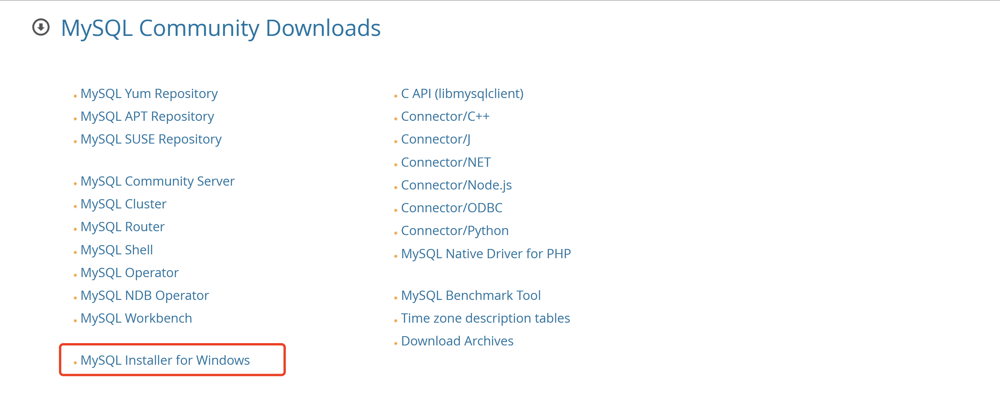 MySQL Community Downloads
MySQL Yum Repository
MySQL APT Repository
MySQL SUSE Repository
MySQL Community Server
MySQL Cluster
MySQL Router
MySQL Shell
MySQL Operator
MySQL NDB Operator
MySQL Workbench
MySQL Installer for Windows
C API (libmysqlclient)
Connector/C++
Connector/J
Connector/NET
Connector/Node.js
Connector/ODBC
Connector/Python
MySQL Native Driver for PHP
MySQL Benchmark Tool
Time zone description tables
Download Archives